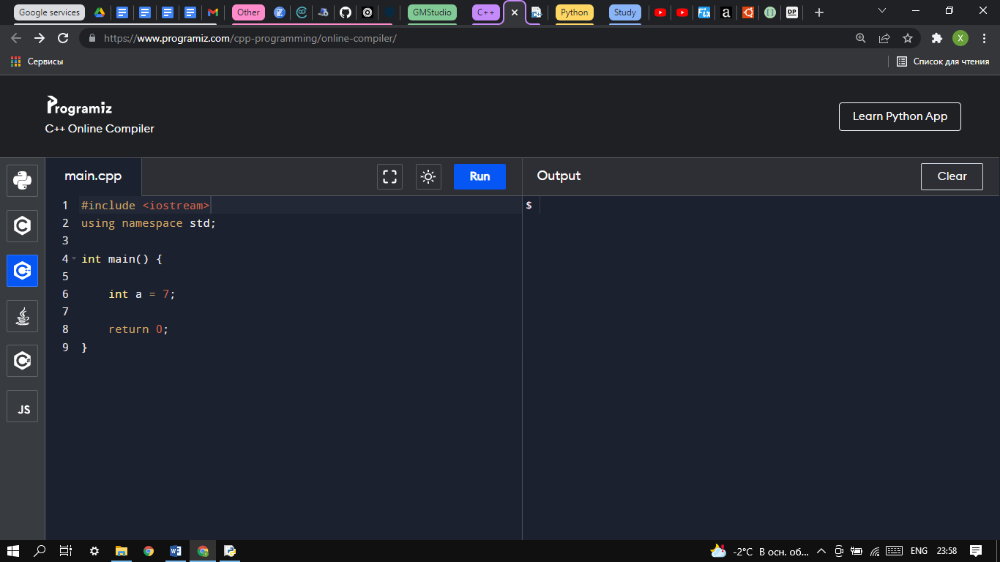 Google services
Other
GMStudio
C++
Python
Study
Fix
a
DP
https://www.programiz.com/cpp-programming/online-compiler/
X
Сервисы
Список для чтения
Programiz
C++ Online Compiler
Learn Python App
main.cpp
Run
Output
Clear
1 #include <iostream>
2 using namespace std;
3
4 int main() {
5
6 int a = 7;
7
8 return 0;
9 }
$
JS
-2°C В осн. об...
ENG
23:58